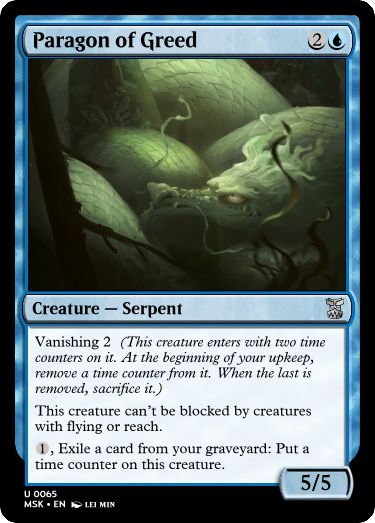 Paragon of Greed 2
Creature — Serpent
Vanishing 2 (This creature enters with two time
counters on it. At the beginning of your upkeep,
remove a time counter from it. When the last is
removed, sacrifice it.)
This creature can't be blocked by creatures
with flying or reach.
1, Exile a card from your graveyard: Put a
time counter on this creature.
5/5
U 0065
MSK • EN LEI MIN